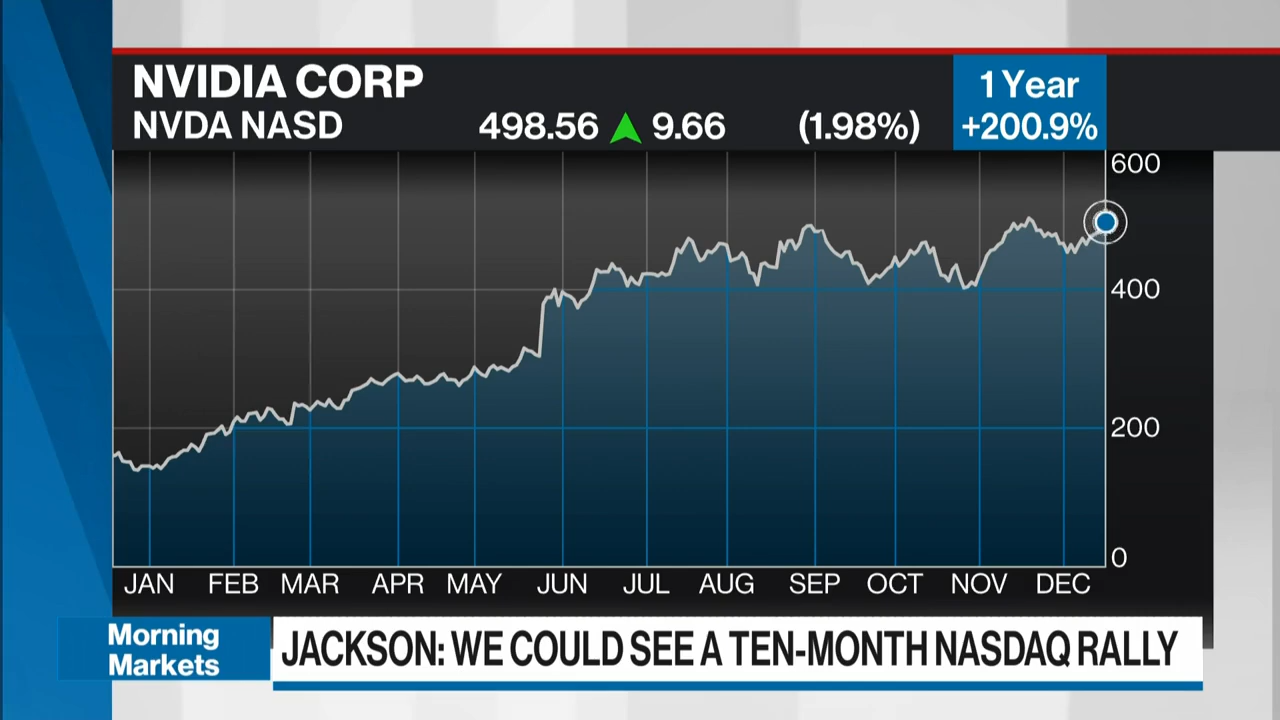 NVIDIA CORP
NVDA NASD 498.56 ▲ 9.66 (1.98%)
1 Year
+200.9%
600
400
200
0
JAN FEB MAR APR MAY JUN JUL AUG SEP OCT NOV DEC
Morning
Markets
JACKSON: WE COULD SEE A TEN-MONTH NASDAQ RALLY